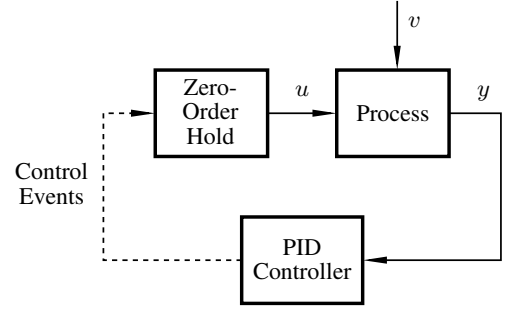 v
Zero-
Order
Hold
u
Process
y
Control
Events
PID
Controller